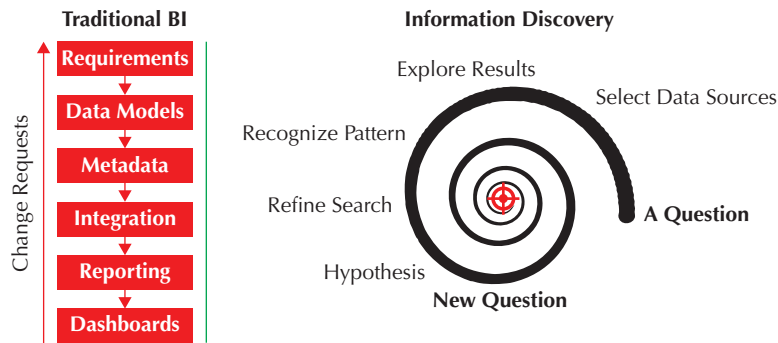 Traditional BI
Change Requests
Requirements
Data Models
Metadata
Integration
Reporting
Dashboards
Information Discovery
Explore Results
Select Data Sources
Recognize Pattern
Refine Search
A Question
Hypothesis
New Question